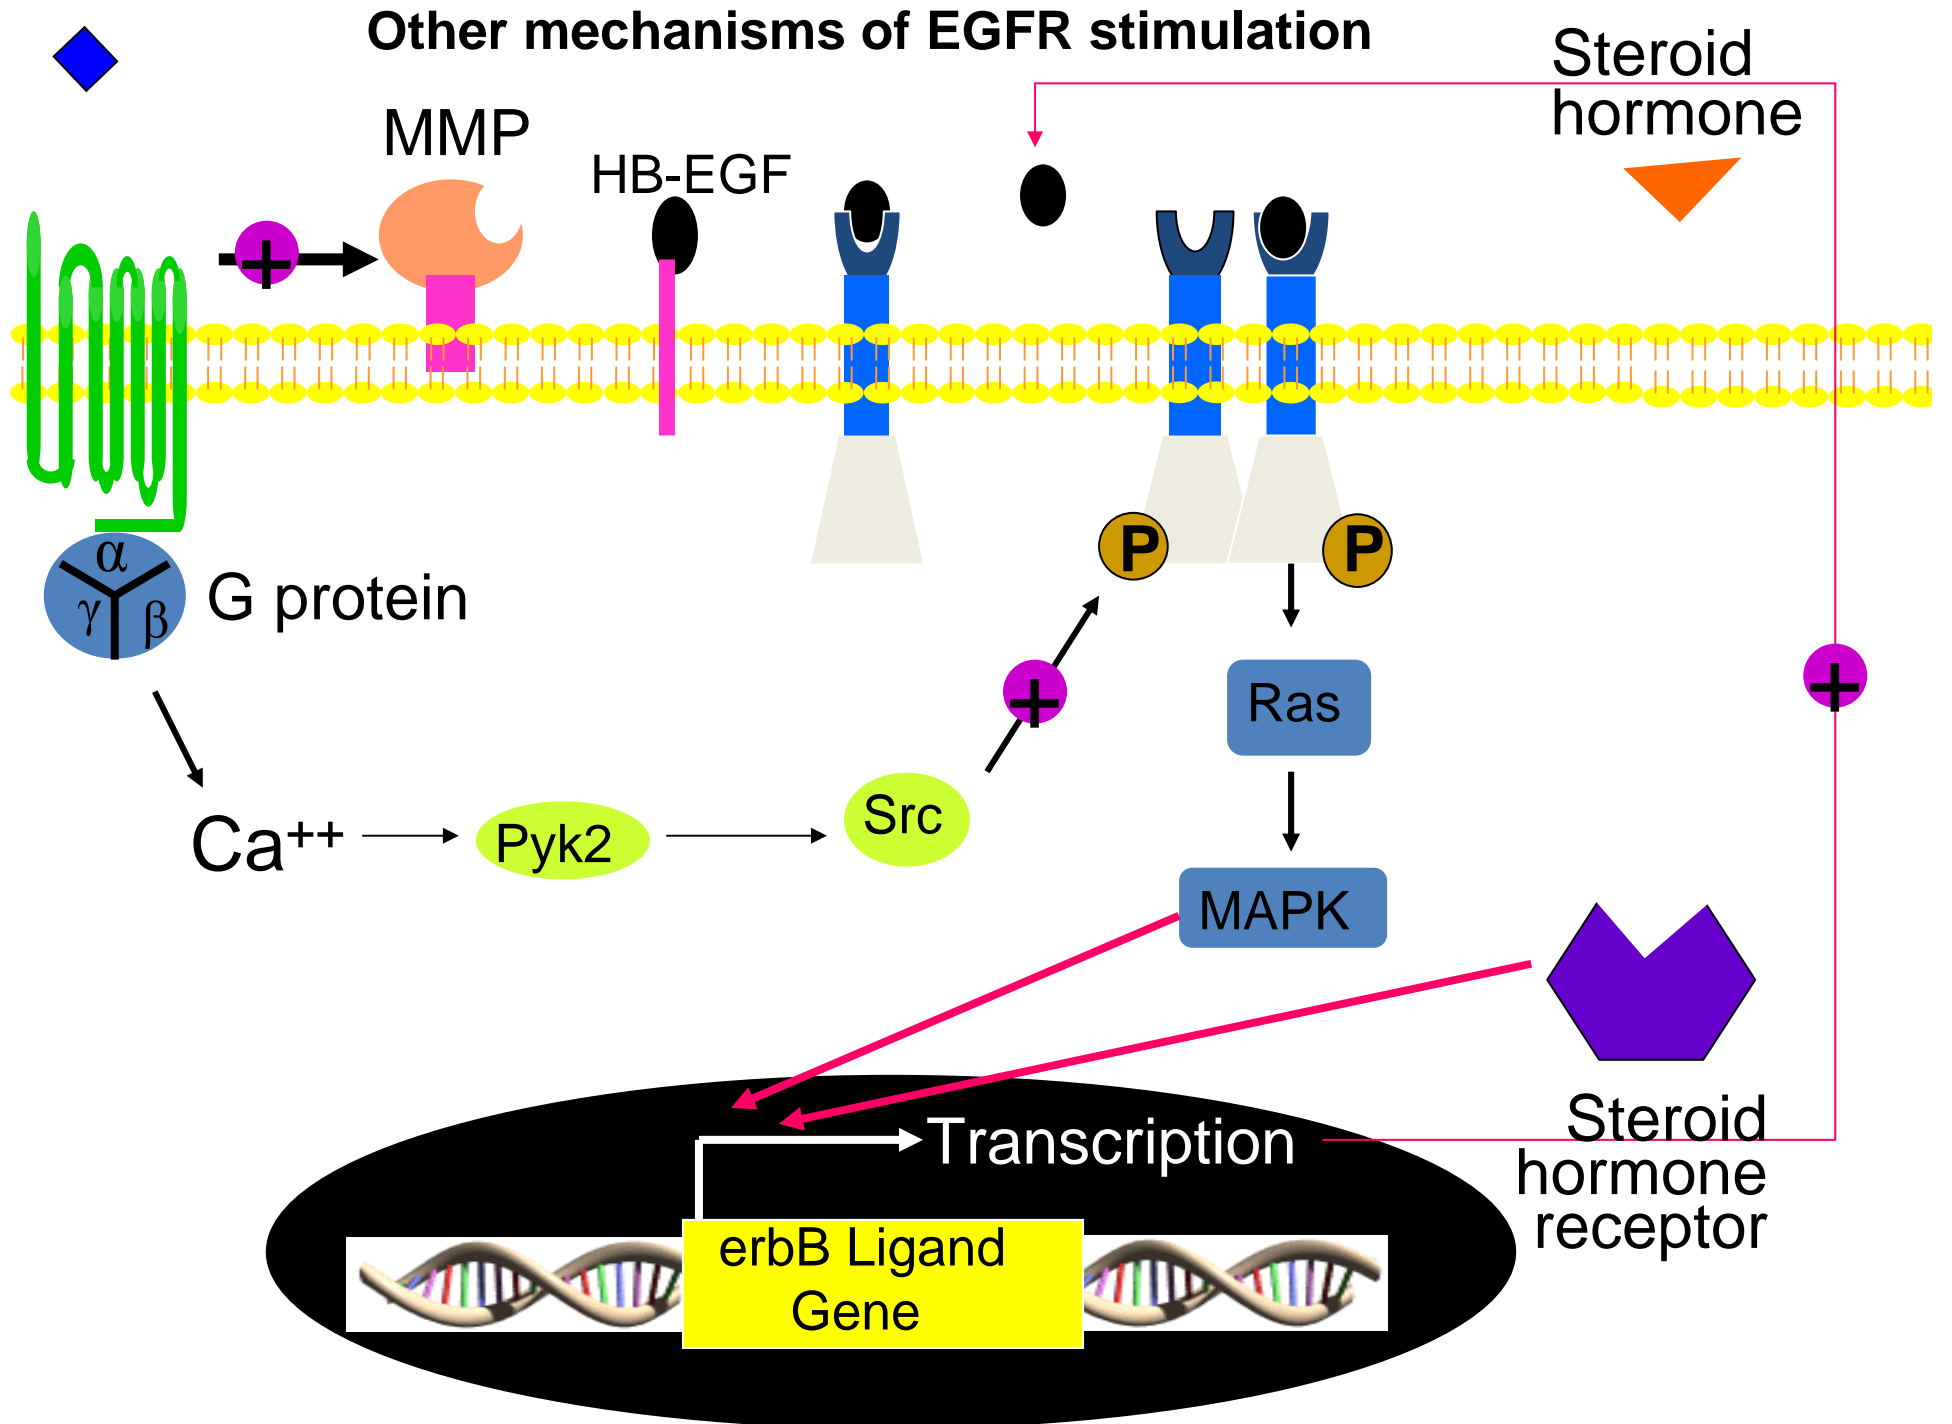 Other mechanisms of EGFR stimulation
Steroid
hormone
MMP
HB-EGF
+
α
γ
β
G protein
P
P
+
Ras
+
Ca++
Pyk2
Src
MAPK
Transcription
Steroid
hormone
receptor
erbB Ligand
Gene